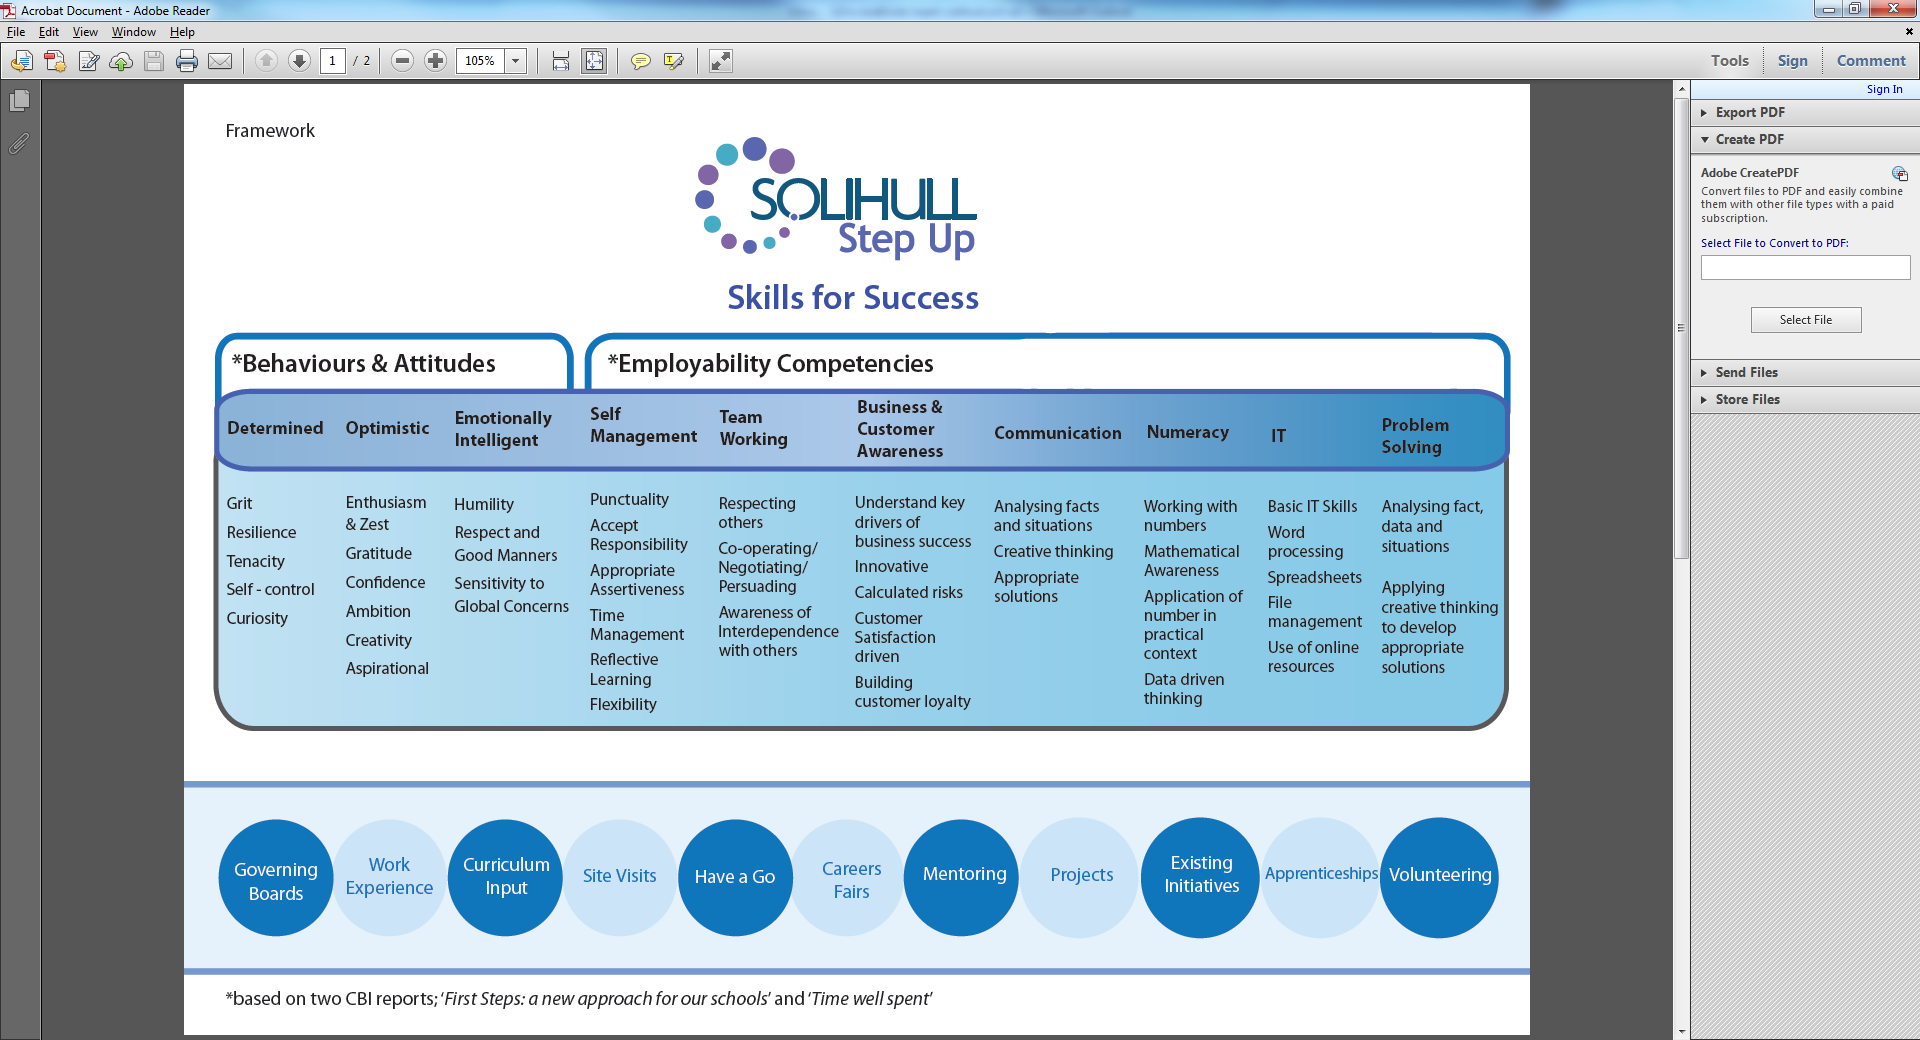 Acrobat Document - Adobe Reader
File Edit View Window Help
1 / 2 105%
Tools Sign Comment
Sign In
Export PDF
Create PDF
Adobe CreatePDF
Convert files to PDF and easily combine
them with other file types with a paid
subscription.
Select File to Convert to PDF:
Select File
Send Files
Store Files
Framework
SOLIHULL
Step Up
Skills for Success
*Behaviours & Attitudes
*Employability Competencies
Determined
Optimistic
Emotionally
Intelligent
Self
Management
Team
Working
Business &
Customer
Awareness
Communication
Numeracy
IT
Problem
Solving
Grit
Resilience
Tenacity
Self - control
Curiosity
Enthusiasm
& Zest
Gratitude
Confidence
Ambition
Creativity
Aspirational
Humility
Respect and
Good Manners
Sensitivity to
Global Concerns
Punctuality
Accept
Responsibility
Appropriate
Assertiveness
Time
Management
Reflective
Learning
Flexibility
Respecting
others
Co-operating/
Negotiating/
Persuading
Awareness of
Interdependence
with others
Understand key
drivers of
business success
Innovative
Calculated risks
Customer
Satisfaction
driven
Building
customer loyalty
Analysing facts
and situations
Creative thinking
Appropriate
solutions
Working with
numbers
Mathematical
Awareness
Application of
number in
practical
context
Data driven
thinking
Basic IT Skills
Word
processing
Spreadsheets
File
management
Use of online
resources
Analysing fact,
data and
situations
Applying
creative thinking
to develop
appropriate
solutions
Governing
Boards
Work
Experience
Curriculum
Input
Site Visits
Have a Go
Careers
Fairs
Mentoring
Projects
Existing
Initiatives
Apprenticeships
Volunteering
*based on two CBI reports; ‘First Steps: a new approach for our schools’ and ‘Time well spent’